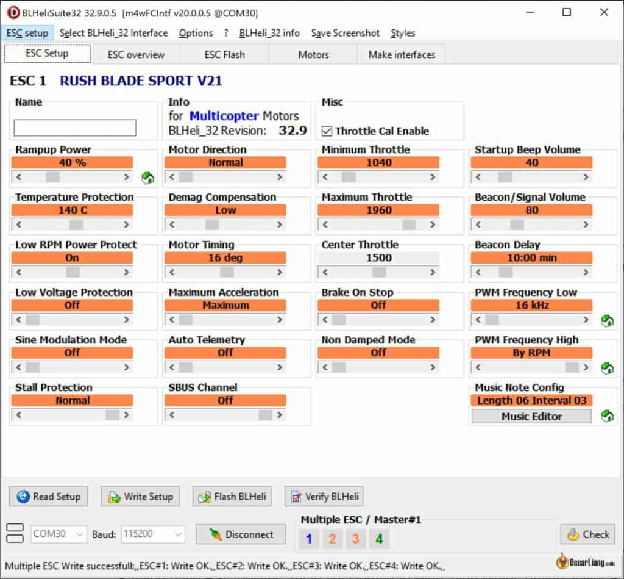 BLHeliSuite32 32.9.0.5 [m4wFCIntf v20.0.0.5 @COM30]
ESC setup Select BLHeli_32 Interface Options ? BLHeli_32 info Save Screenshot Styles
ESC Setup ESC overview ESC Flash Motors Make interfaces
ESC 1 RUSH BLADE SPORT V21
Name Info Misc
for Multicopter Motors
BLHeli_32 Revision: 32.9 Throttle Cal Enable
Rampup Power Motor Direction Minimum Throttle Startup Beep Volume
40 % Normal 1040 40
Temperature Protection Demag Compensation Maximum Throttle Beacon/Signal Volume
140 C Low 1960 80
Low RPM Power Protect Motor Timing Center Throttle Beacon Delay
On 16 deg 1500 10:00 min
Low Voltage Protection Maximum Acceleration Brake On Stop PWM Frequency Low
Off Maximum Off 16 kHz
Sine Modulation Mode Auto Telemetry Non Damped Mode PWM Frequency High
Off Off Off By RPM
Stall Protection SBUS Channel Music Note Config
Normal Off Length 06 Interval 03
Music Editor
Read Setup Write Setup Flash BLHeli Verify BLHeli
Multiple ESC / Master#1
COM30 Baud: 115200 Disconnect 1 2 3 4 Check
Multiple ESC Write successfull:,,ESC#1: Write OK,,ESC#2: Write OK,,ESC#3: Write OK,,ESC#4: Write OK,,
OscarLiang.com